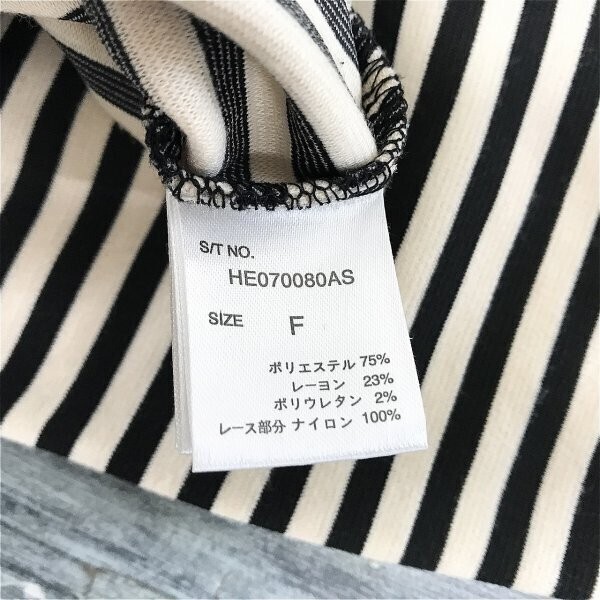 S/T NO.
HE070080AS
SIZE F
ポリエステル 75%
レーヨン 23%
ポリウレタン 2%
レース部分 ナイロン 100%